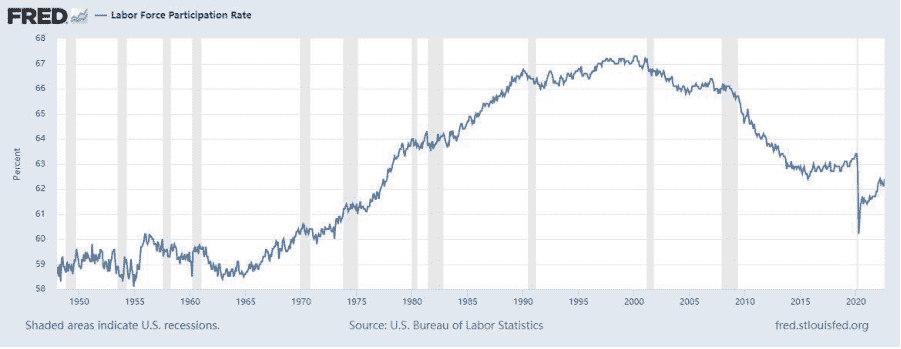 FRED — Labor Force Participation Rate
68
67
66
65
64
63
62
61
60
59
58
Percent
1950 1955 1960 1965 1970 1975 1980 1985 1990 1995 2000 2005 2010 2015 2020
Shaded areas indicate U.S. recessions. Source: U.S. Bureau of Labor Statistics fred.stlouisfed.org